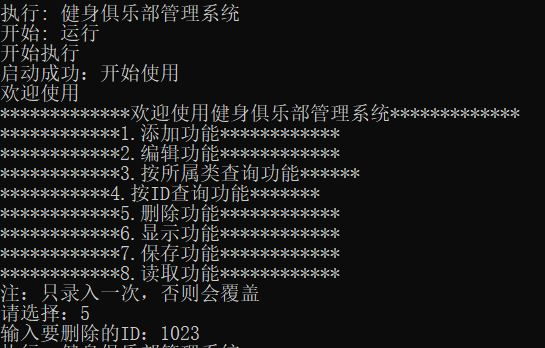 执行: 健身俱乐部管理系统
开始: 运行
开始执行
启动成功: 开始使用
欢迎使用
*************欢迎使用健身俱乐部管理系统*************
************1.添加功能************
************2.编辑功能************
************3.按所属类查询功能******
***********4.按ID查询功能*******
************5.删除功能************
************6.显示功能************
************7.保存功能************
************8.读取功能************
注: 只录入一次, 否则会覆盖
请选择: 5
输入要删除的ID: 1023